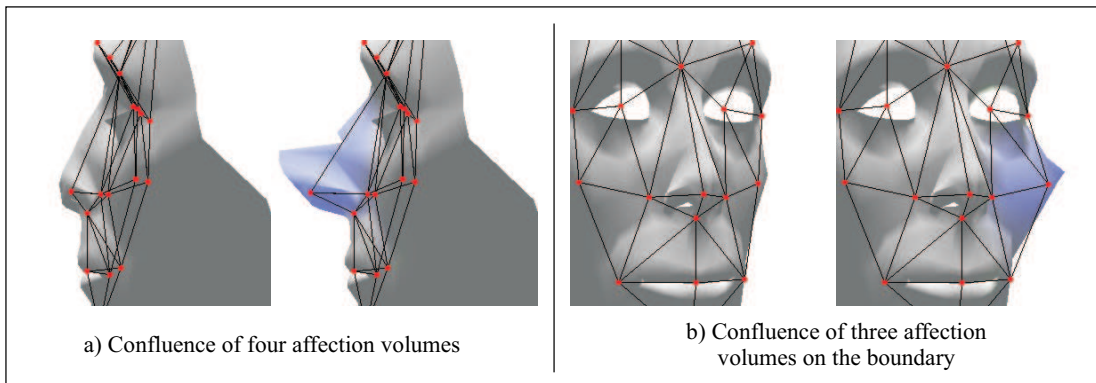 a) Confluence of four affection volumes
b) Confluence of three affection
volumes on the boundary